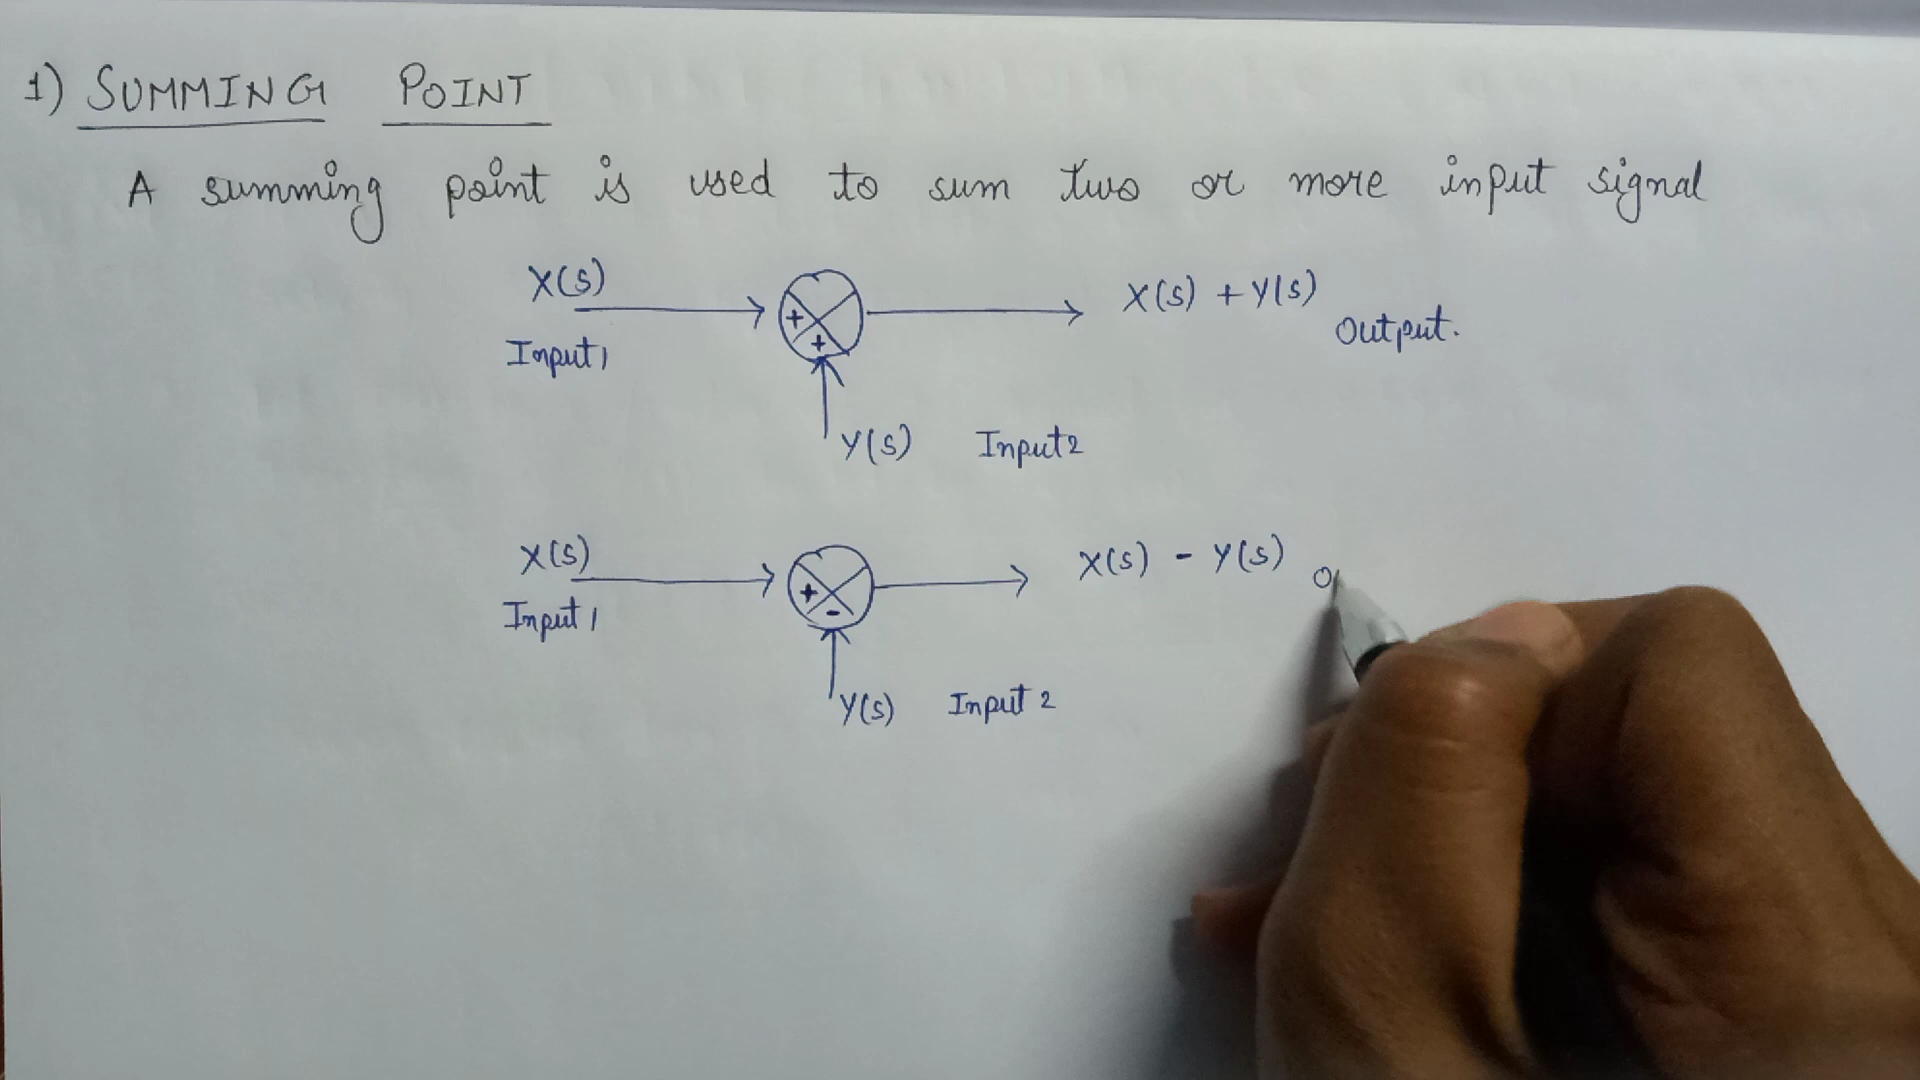 1) SUMMING POINT
A summing point is used to sum two or more input signal
X(s)
X(s) + Y(s)
Output.
+
+
Input1
Y(s) Input2
X(s)
X(s) - Y(s)
+
-
Input 1
Y(s) Input 2